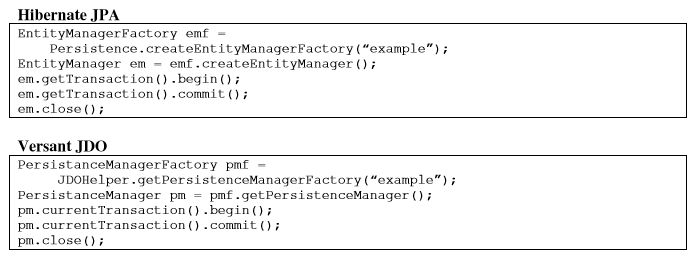 Hibernate JPA
EntityManagerFactory emf =
Persistence.createEntityManagerFactory(“example”);
EntityManager em = emf.createEntityManager();
em.getTransaction().begin();
em.getTransaction().commit();
em.close();
Versant JDO
PersistanceManagerFactory pmf =
JDOHelper.getPersistenceManagerFactory(“example”);
PersistanceManager pm = pmf.getPersistenceManager();
pm.currentTransaction().begin();
pm.currentTransaction().commit();
pm.close();